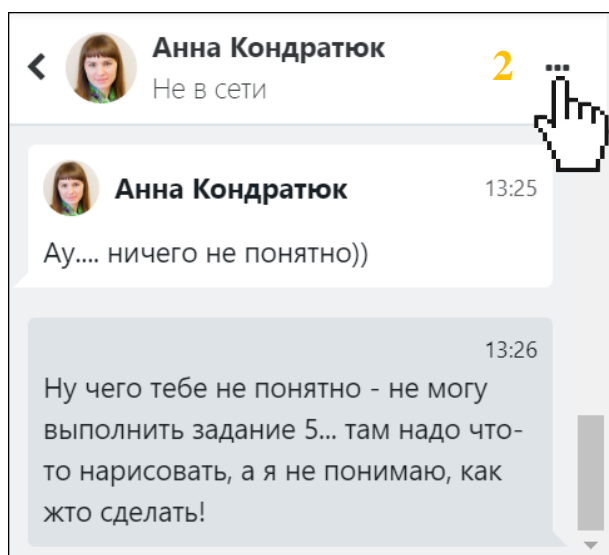 Анна Кондратюк
2 ...
Не в сети
Анна Кондратюк 13:25
Ау.... ничего не понятно))
13:26
Ну чего тебе не понятно - не могу
выполнить задание 5... там надо что-
то нарисовать, а я не понимаю, как
жто сделать!